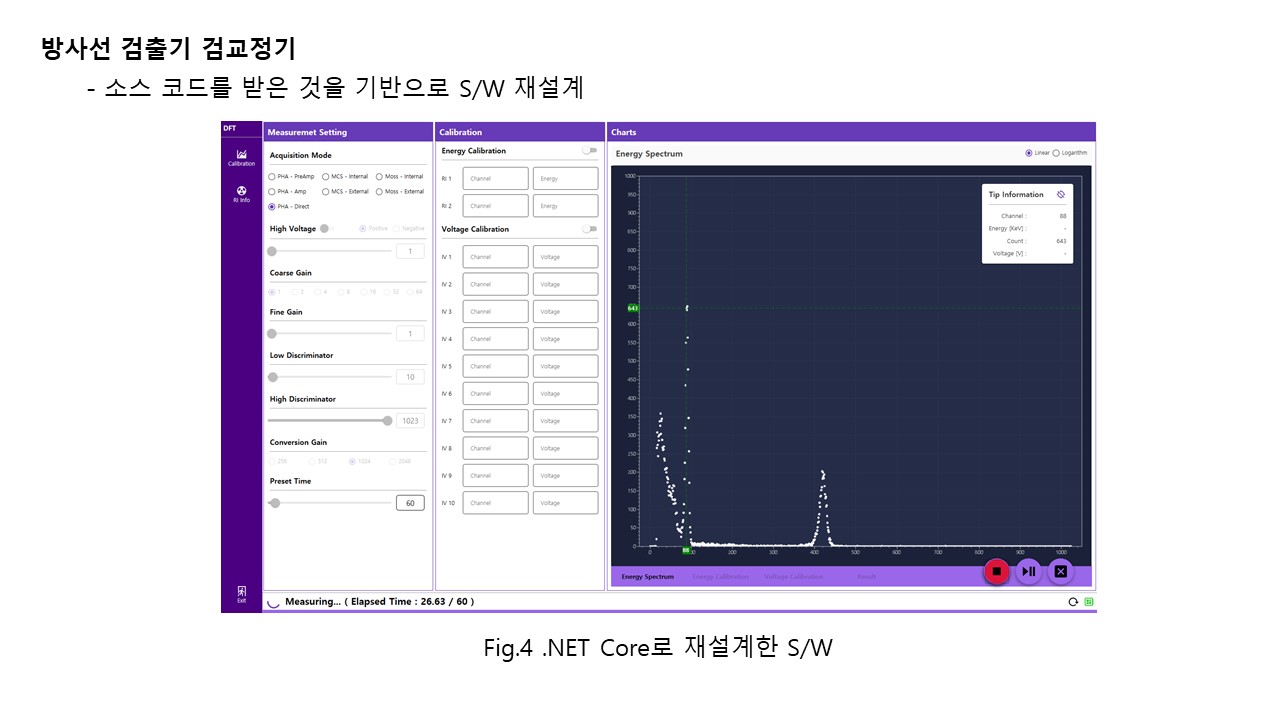 방사선 검출기 검교정기
- 소스 코드를 받은 것을 기반으로 S/W 재설계
DFT
Calibration
RI Info
Exit
Measuremet Setting
Acquisition Mode
PHA - PreAmp MCS - Internal Moss - Internal
PHA - Amp MCS - External Moss - External
PHA - Direct
High Voltage Positive Negative
1
Coarse Gain
1 2 4 8 16 32 64
Fine Gain
1
Low Discriminator
10
High Discriminator
1023
Conversion Gain
256 512 1024 2048
Preset Time
60
Calibration
Energy Calibration
RI 1 Channel Energy
RI 2 Channel Energy
Voltage Calibration
IV 1 Channel Voltage
IV 2 Channel Voltage
IV 3 Channel Voltage
IV 4 Channel Voltage
IV 5 Channel Voltage
IV 6 Channel Voltage
IV 7 Channel Voltage
IV 8 Channel Voltage
IV 9 Channel Voltage
IV 10 Channel Voltage
Charts
Energy Spectrum Linear Logarithm
1000
950
900
850
800
750
700
643
600
550
500
450
400
350
300
250
200
150
100
50
0
0 88 200 300 400 500 600 700 800 900 1000
Tip Information
Channel : 88
Energy [KeV] : -
Count : 643
Voltage [V] : -
Energy Spectrum Energy Calibration Voltage Calibration Result
Measuring... ( Elapsed Time : 26.63 / 60 )
Fig.4 .NET Core로 재설계한 S/W